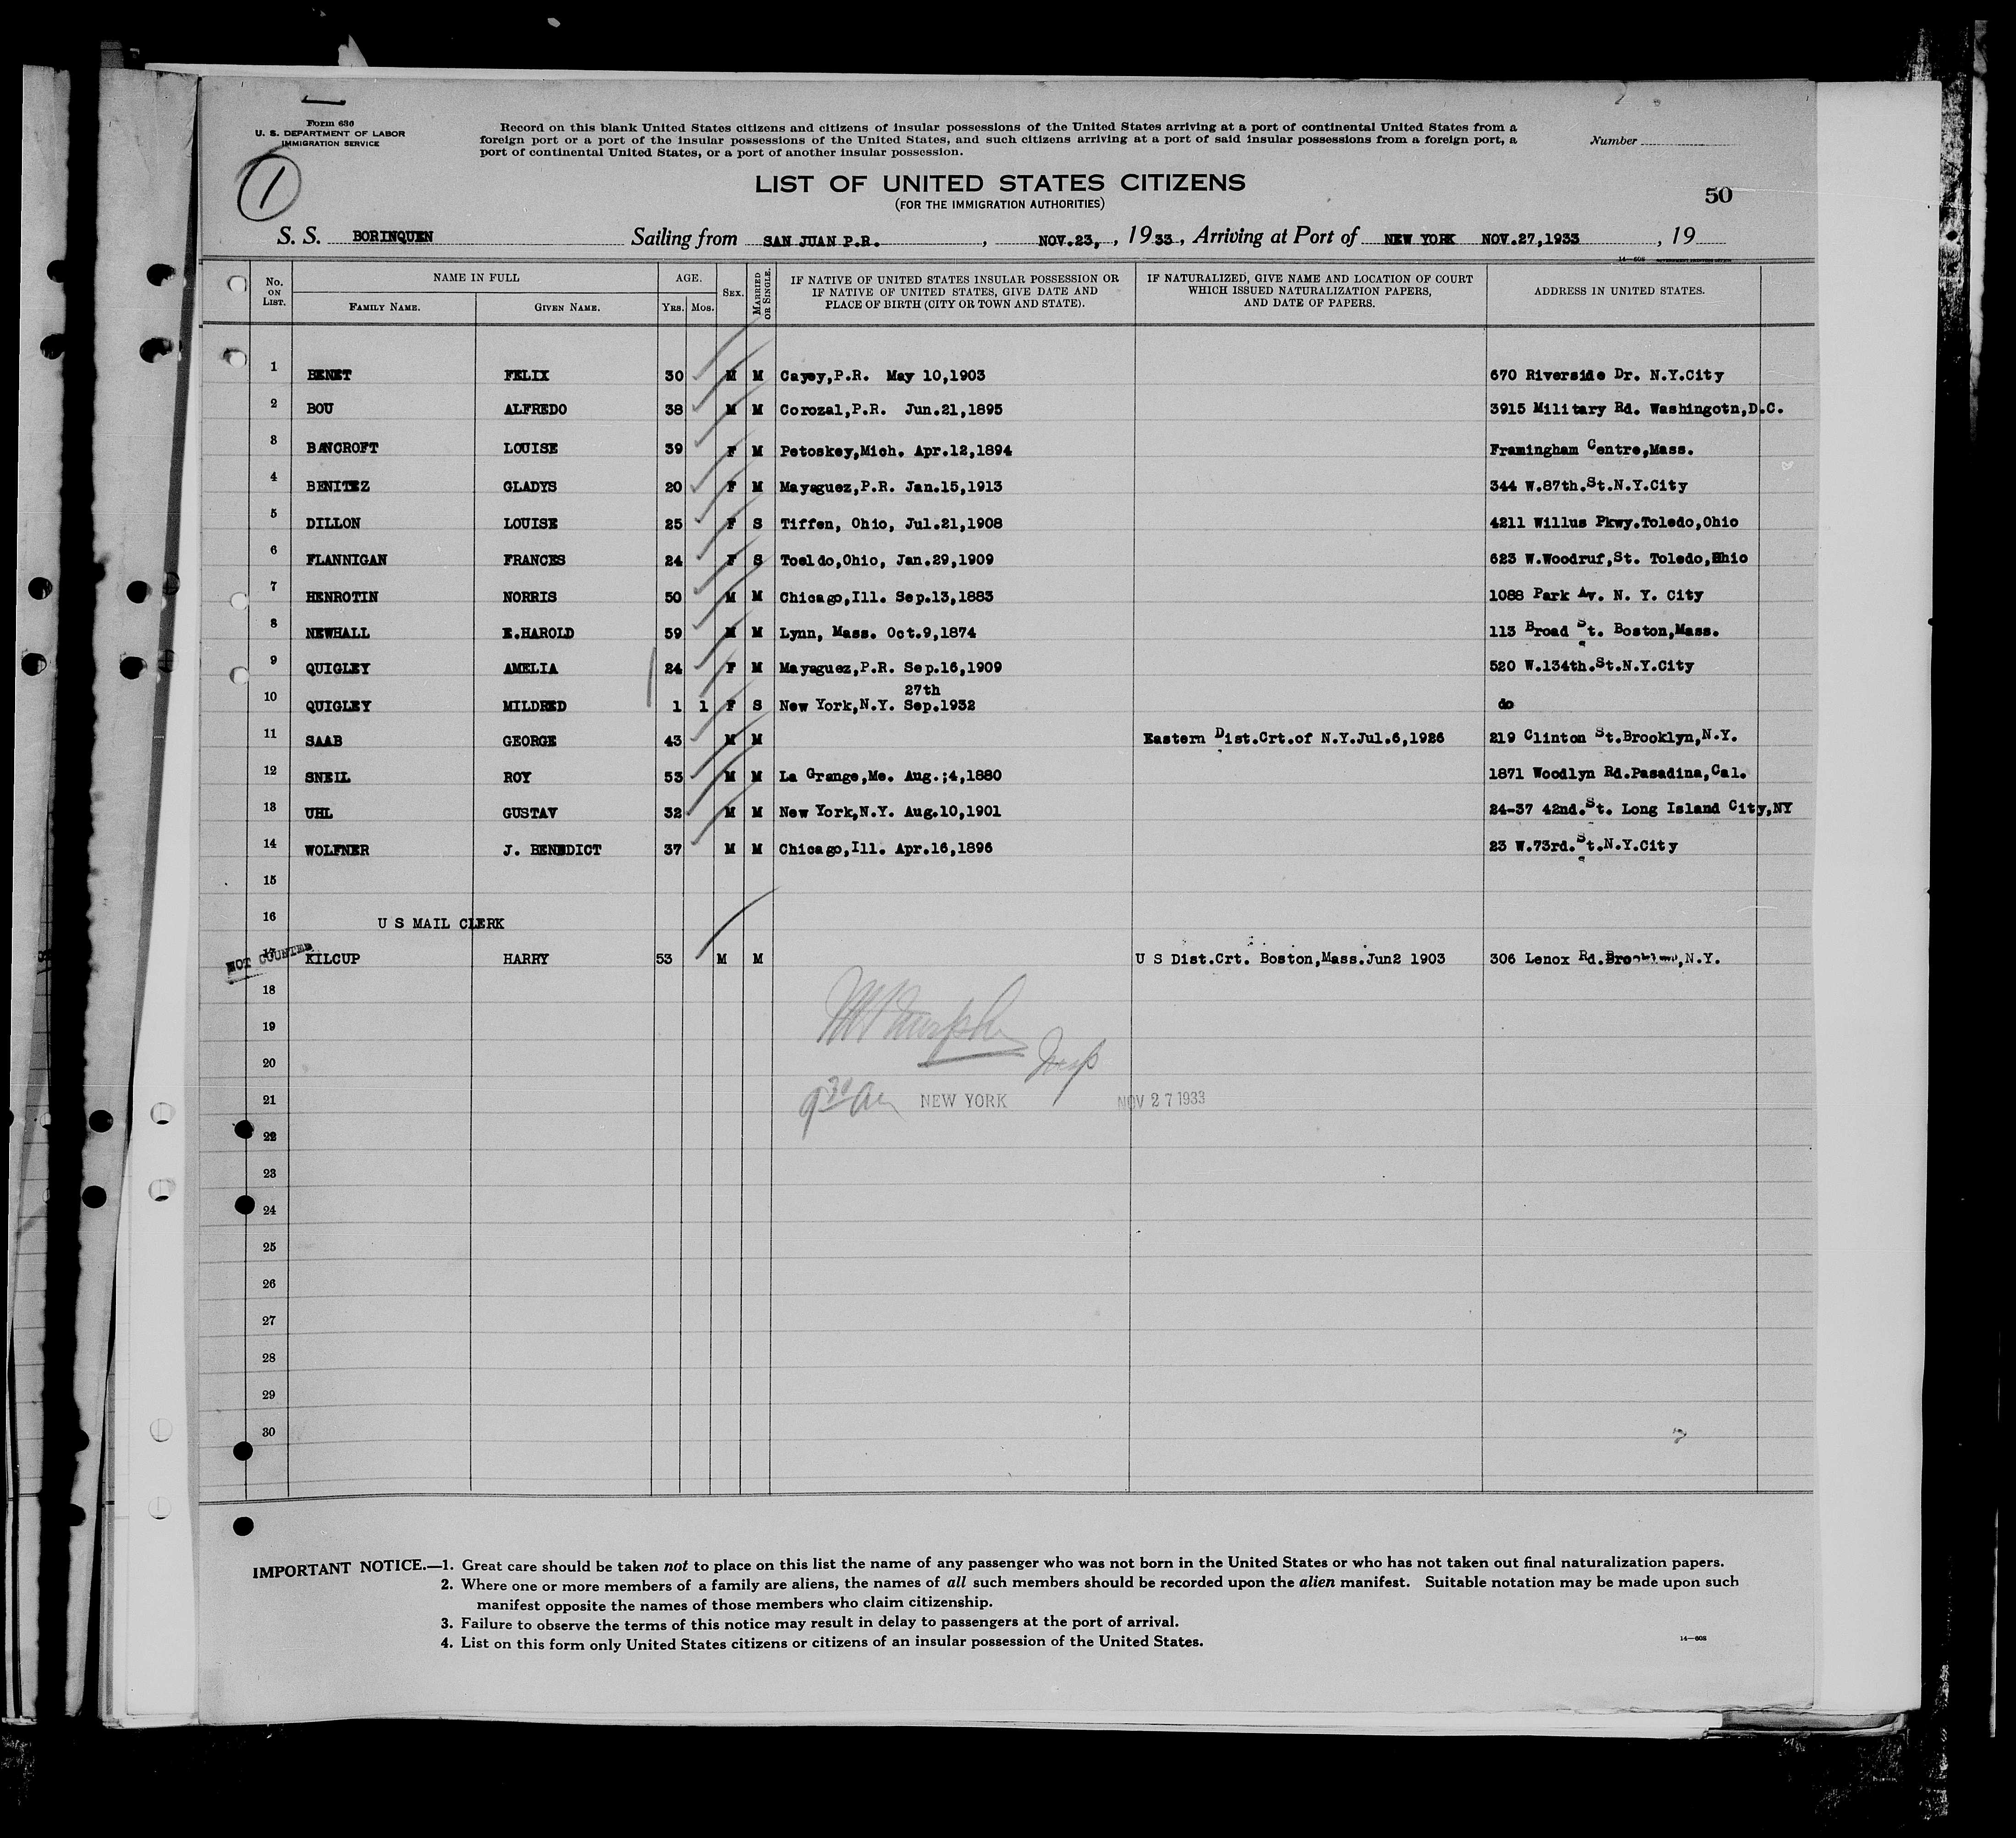 Form 630
U. S. DEPARTMENT OF LABOR
IMMIGRATION SERVICE
1
Record on this blank United States citizens and citizens of insular possessions of the United States arriving at a port of continental United States from a
foreign port or a port of the insular possessions of the United States, and such citizens arriving at a port of said insular possessions from a foreign port, a
port of continental United States, or a port of another insular possession.
Number
LIST OF UNITED STATES CITIZENS
(FOR THE IMMIGRATION AUTHORITIES)
50
S. S. BORINQUEN Sailing from SAN JUAN P.R. , NOV.23, , 1933, Arriving at Port of NEW YORK NOV.27,1933 , 19
14—608
No. ON LIST. NAME IN FULL AGE. SEX. MARRIED OR SINGLE. IF NATIVE OF UNITED STATES INSULAR POSSESSION OR IF NATIVE OF UNITED STATES, GIVE DATE AND PLACE OF BIRTH (CITY OR TOWN AND STATE). IF NATURALIZED, GIVE NAME AND LOCATION OF COURT WHICH ISSUED NATURALIZATION PAPERS, AND DATE OF PAPERS. ADDRESS IN UNITED STATES.
FAMILY NAME. GIVEN NAME. YRS. MOS.
1 BENET FELIX 30 M M Cayey,P.R. May 10,1903 670 Riverside Dr. N.Y.City
2 BOU ALFREDO 38 M M Corozal,P.R. Jun.21,1895 3915 Military Rd. Washingotn,D.C.
3 BANCROFT LOUISE 39 F M Petoskey,Mich. Apr.12,1894 Framingham Centre,Mass.
4 BENITEZ GLADYS 20 F M Mayaguez,P.R. Jan.15,1913 344 W.87th.St.N.Y.City
5 DILLON LOUISE 25 F S Tiffen, Ohio, Jul.21,1908 4211 Willus Pkwy.Toledo,Ohio
6 FLANNIGAN FRANCES 24 F S Toeldo,Ohio, Jan.29,1909 623 W.Woodruf,St. Toledo,Ohio
7 HENROTIN NORRIS 50 M M Chicago,Ill. Sep.13,1883 1088 Park Av. N. Y. City
8 NEWHALL E.HAROLD 59 M M Lynn, Mass. Oct.9,1874 113 Broad St. Boston,Mass.
9 QUIGLEY AMELIA 24 F M Mayaguez,P.R. Sep.16,1909 520 W.134th.St.N.Y.City
27th
10 QUIGLEY MILDRED 1 1 F S New York,N.Y. Sep.1932 do
11 SAAB GEORGE 43 M M Eastern Dist.Crt.of N.Y.Jul.6,1926 219 Clinton St.Brooklyn,N.Y.
12 SNEIL ROY 53 M M La Grange,Me. Aug.;4,1880 1871 Woodlyn Rd.Pasadina,Cal.
13 UHL GUSTAV 32 M M New York,N.Y. Aug.10,1901 24-37 42nd.St. Long Island City,NY
14 WOLFNER J. BENEDICT 37 M M Chicago,Ill. Apr.16,1896 23 W.73rd.St.N.Y.City
15
16 U S MAIL CLERK
NOT COUNTED
17 KILCUP HARRY 53 M M U S Dist.Crt. Boston,Mass.Jun2 1903 306 Lenox Rd.Brooklyn,N.Y.
18
19
20
21 NEW YORK NOV 27 1933
22
23
24
25
26
27
28
29
30
IMPORTANT NOTICE.—1. Great care should be taken not to place on this list the name of any passenger who was not born in the United States or who has not taken out final naturalization papers.
2. Where one or more members of a family are aliens, the names of all such members should be recorded upon the alien manifest. Suitable notation may be made upon such
manifest opposite the names of those members who claim citizenship.
3. Failure to observe the terms of this notice may result in delay to passengers at the port of arrival.
4. List on this form only United States citizens or citizens of an insular possession of the United States.
14—608